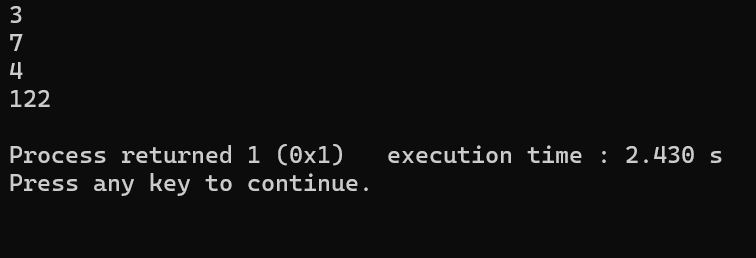 3
7
4
122
Process returned 1 (0x1)   execution time : 2.430 s
Press any key to continue.